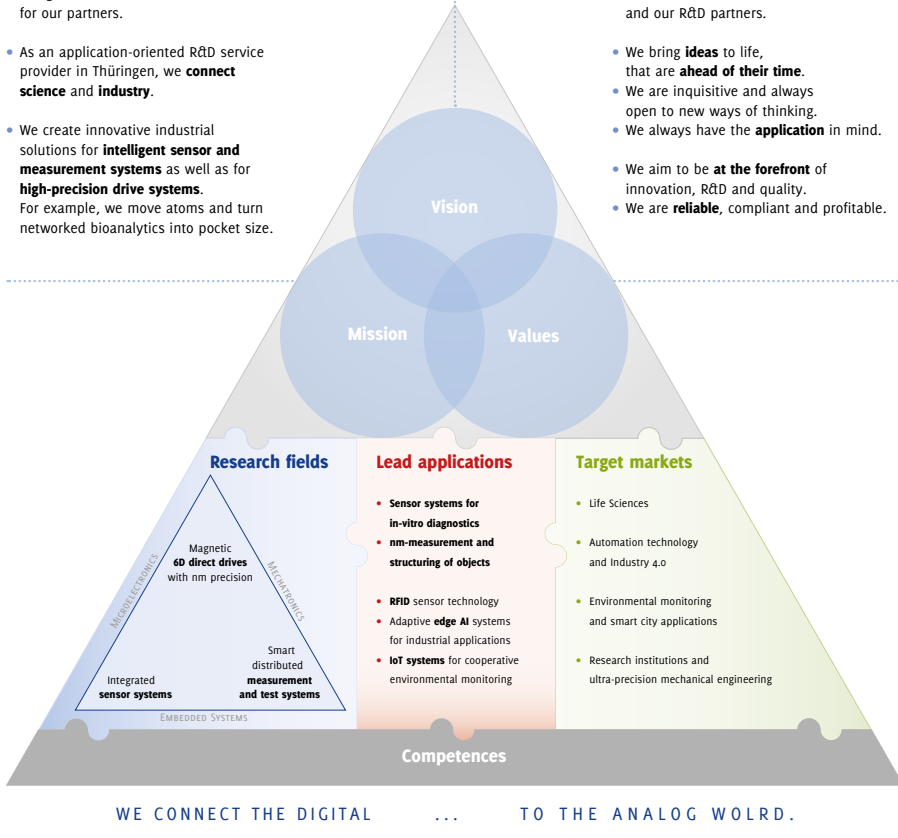 for our partners.
• As an application-oriented R&D service
provider in Thüringen, we connect
science and industry.
• We create innovative industrial
solutions for intelligent sensor and
measurement systems as well as for
high-precision drive systems.
For example, we move atoms and turn
networked bioanalytics into pocket size.
and our R&D partners.
• We bring ideas to life,
that are ahead of their time.
• We are inquisitive and always
open to new ways of thinking.
• We always have the application in mind.
• We aim to be at the forefront of
innovation, R&D and quality.
• We are reliable, compliant and profitable.
Vision
Mission
Values
Research fields
Magnetic
6D direct drives
with nm precision
Microelectronics
Mechatronics
Integrated
sensor systems
Smart
distributed
measurement
and test systems
Embedded Systems
Lead applications
• Sensor systems for
in-vitro diagnostics
• nm-measurement and
structuring of objects
• RFID sensor technology
• Adaptive edge AI systems
for industrial applications
• IoT systems for cooperative
environmental monitoring
Target markets
• Life Sciences
• Automation technology
and Industry 4.0
• Environmental monitoring
and smart city applications
• Research institutions and
ultra-precision mechanical engineering
Competences
WE CONNECT THE DIGITAL ... TO THE ANALOG WOLRD.